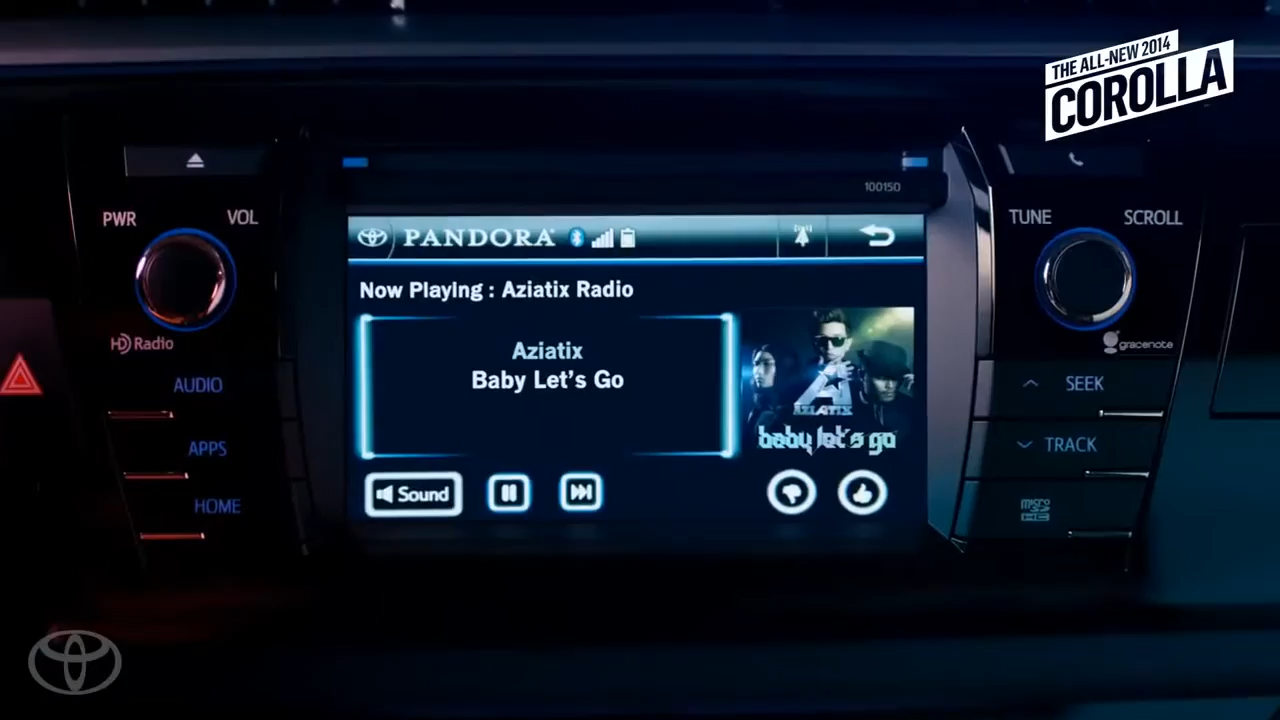 THE ALL-NEW 2014
COROLLA
100150
PWR
VOL
TUNE
SCROLL
PANDORA
Now Playing : Aziatix Radio
HD Radio
gracenote
Aziatix
Baby Let's Go
AZIATIX
baby let's go
AUDIO
SEEK
APPS
TRACK
Sound
HOME
micro
SD
HC